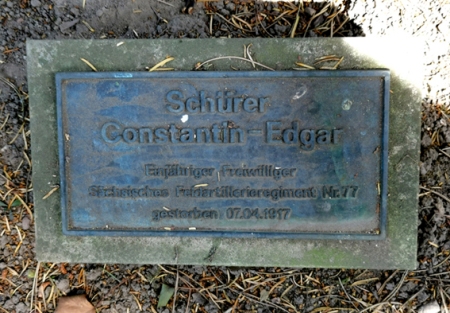 Schürer
Constantin-Edgar
Einjähriger Freiwilliger
Sächsisches Feldartillerieregiment Nr.77
gestorben 07.04.1917